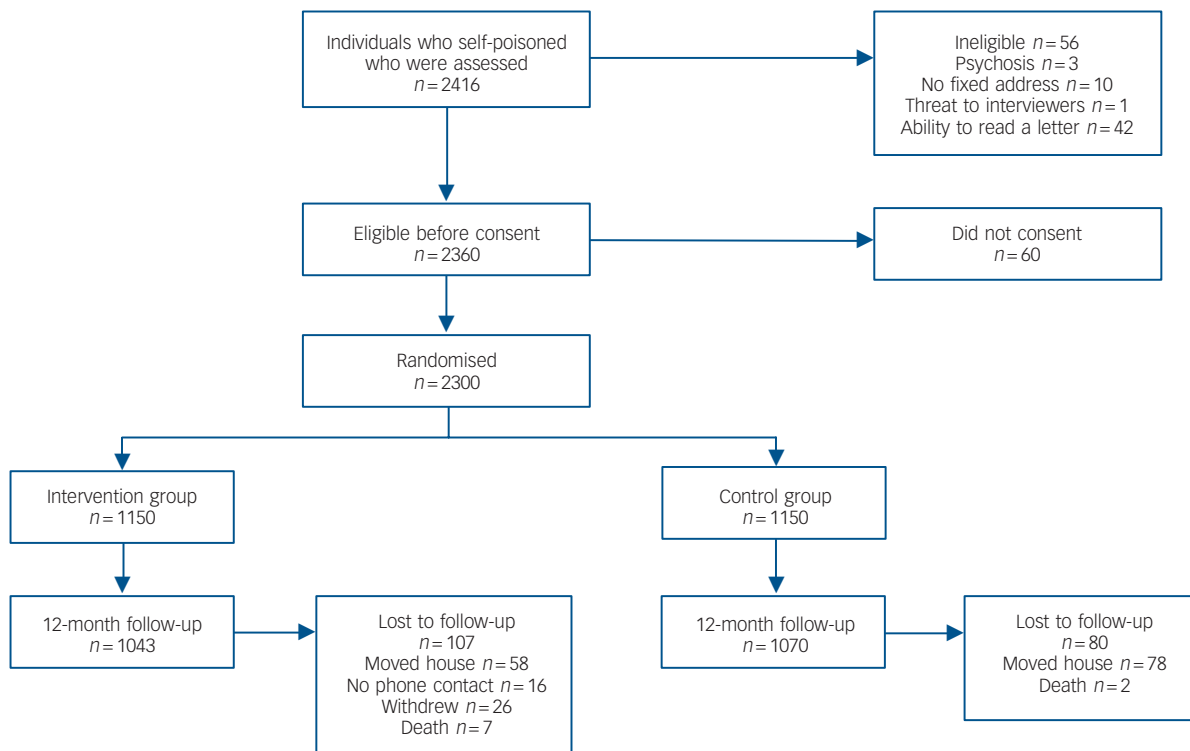 Individuals who self-poisoned
who were assessed
n=2416
Ineligible n=56
Psychosis n=3
No fixed address n=10
Threat to interviewers n=1
Ability to read a letter n=42
Eligible before consent
n=2360
Did not consent
n=60
Randomised
n=2300
Intervention group
n=1150
Control group
n=1150
12-month follow-up
n=1043
Lost to follow-up
n=107
Moved house n=58
No phone contact n=16
Withdrew n=26
Death n=7
12-month follow-up
n=1070
Lost to follow-up
n=80
Moved house n=78
Death n=2